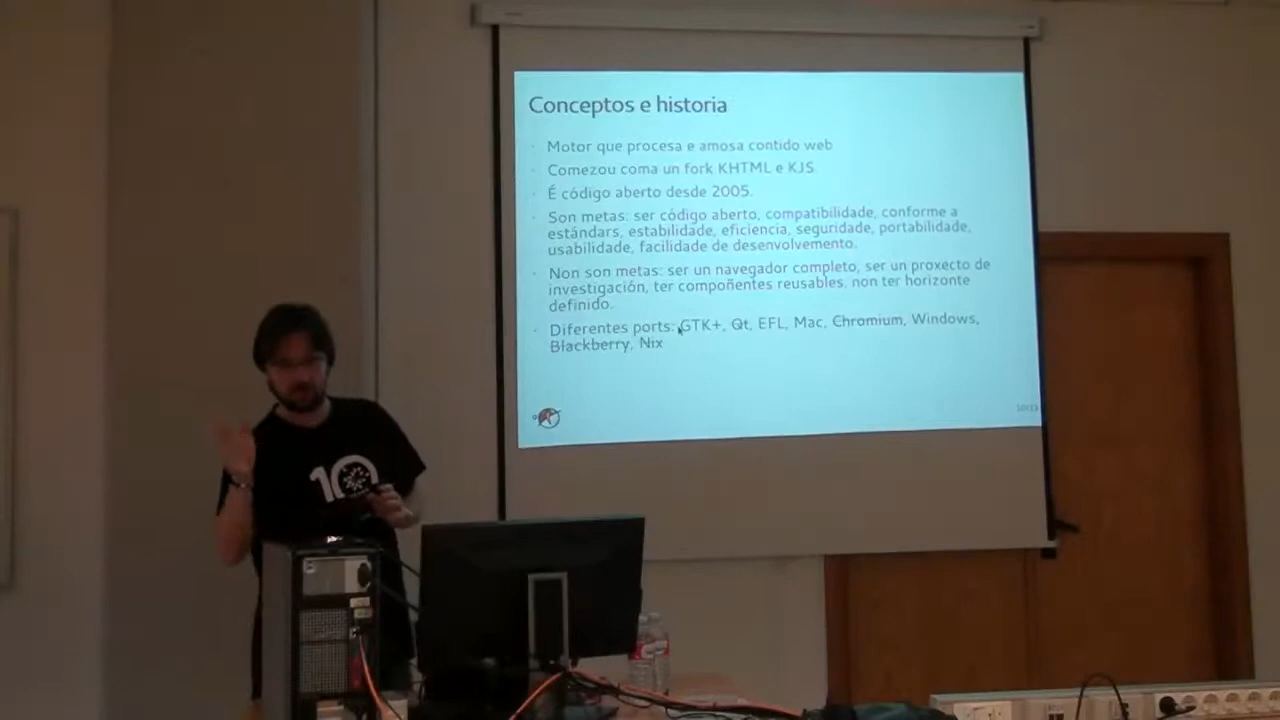 Conceptos e historia
Motor que procesa e amosa contido web
Comezou coma un fork KHTML e KJS
É código aberto desde 2005.
Son metas: ser código aberto, compatibilidade, conforme a
estándars, estabilidade, eficiencia, seguridade, portabilidade,
usabilidade, facilidade de desenvolvemento.
Non son metas: ser un navegador completo, ser un proxecto de
investigación, ter compoñentes reusables, non ter horizonte
definido.
Diferentes ports: GTK+, Qt, EFL, Mac, Chromium, Windows,
Blackberry, Nix
10